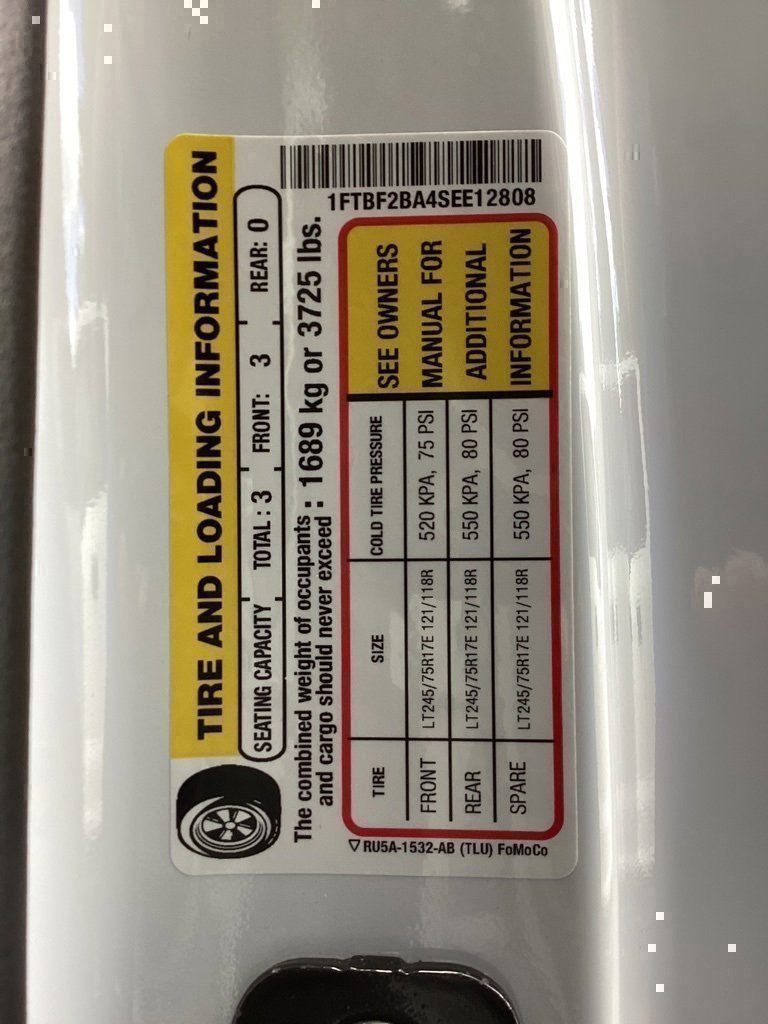 1FTBF2BA4SEE12808
TIRE AND LOADING INFORMATION
SEATING CAPACITY TOTAL : 3 FRONT: 3 REAR: 0
The combined weight of occupants
and cargo should never exceed : 1689 kg or 3725 lbs.
TIRE SIZE COLD TIRE PRESSURE
FRONT LT245/75R17E 121/118R 520 KPA, 75 PSI
REAR LT245/75R17E 121/118R 550 KPA, 80 PSI
SPARE LT245/75R17E 121/118R 550 KPA, 80 PSI
SEE OWNERS
MANUAL FOR
ADDITIONAL
INFORMATION
RU5A-1532-AB (TLU) FoMoCo